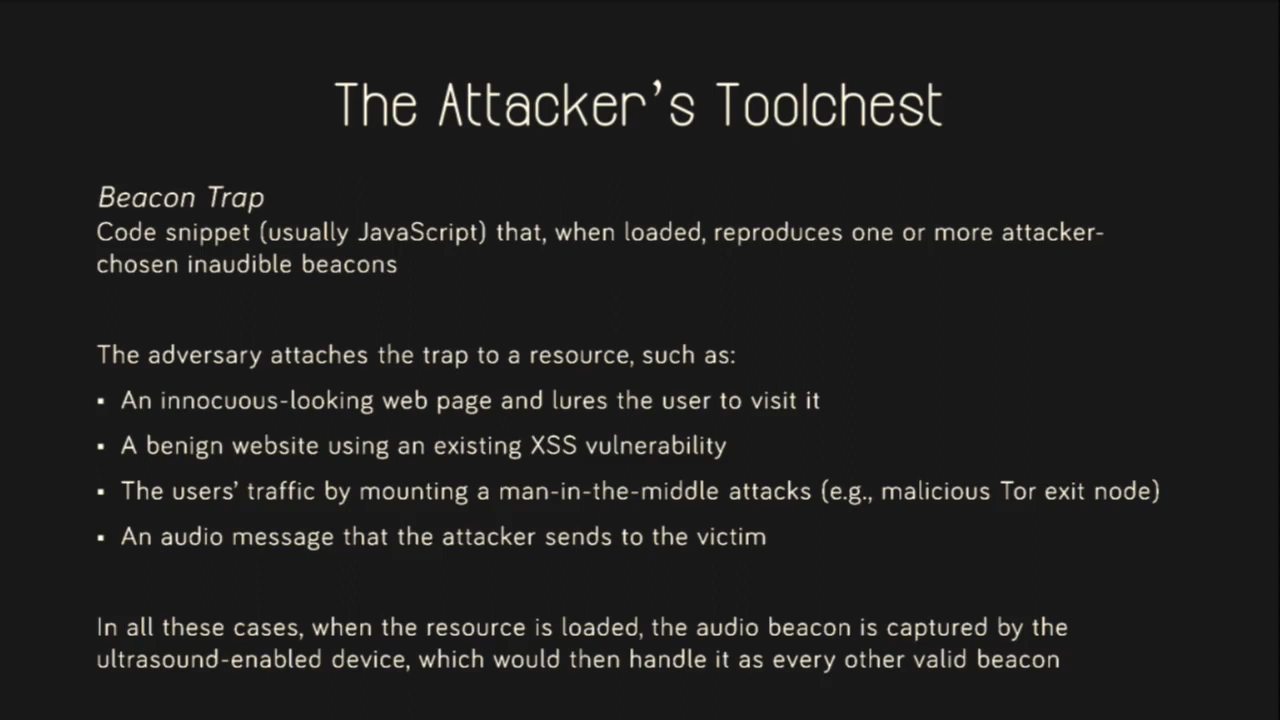 The Attacker’s Toolchest
Beacon Trap
Code snippet (usually JavaScript) that, when loaded, reproduces one or more attacker-
chosen inaudible beacons
The adversary attaches the trap to a resource, such as:
▪ An innocuous-looking web page and lures the user to visit it
▪ A benign website using an existing XSS vulnerability
▪ The users’ traffic by mounting a man-in-the-middle attacks (e.g., malicious Tor exit node)
▪ An audio message that the attacker sends to the victim
In all these cases, when the resource is loaded, the audio beacon is captured by the
ultrasound-enabled device, which would then handle it as every other valid beacon